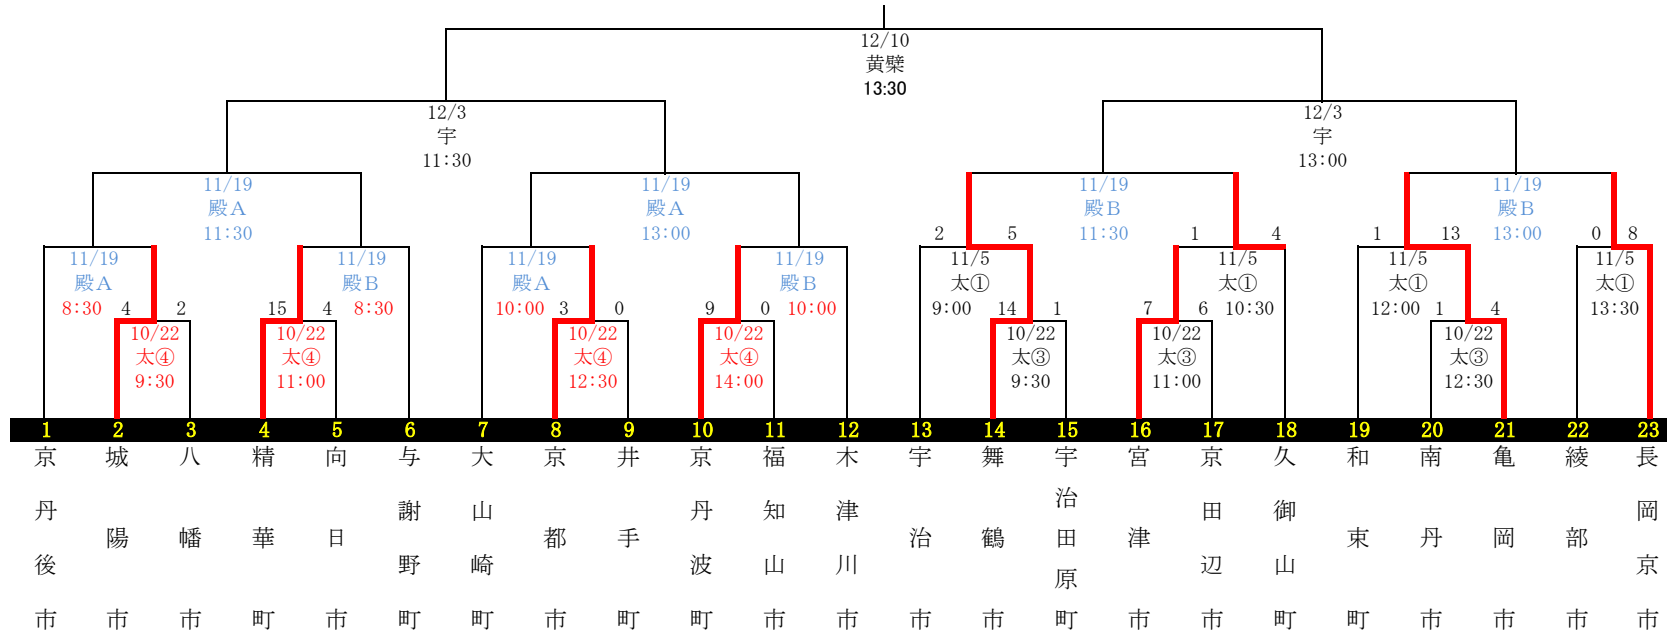 12/10
黄檗
13:30
12/3
宇
11:30
12/3
宇
13:00
11/19
殿A
11:30
11/19
殿A
13:00
11/19
殿B
11:30
11/19
殿B
13:00
2 5
1 4
1 13
0 8
11/19
殿A
8:30
11/19
殿B
8:30
11/19
殿A
10:00
11/19
殿B
10:00
11/5
太①
9:00
11/5
太①
10:30
11/5
太①
12:00
11/5
太①
13:30
4 2
15 4
3 0
9 0
14 1
7 6
1 4
10/22
太④
9:30
10/22
太④
11:00
10/22
太④
12:30
10/22
太④
14:00
10/22
太③
9:30
10/22
太③
11:00
10/22
太③
12:30
1 2 3 4 5 6 7 8 9 10 11 12 13 14 15 16 17 18 19 20 21 22 23
京丹後市
城陽市
八幡市
精華町
向日市
与謝野町
大山崎町
京都市
井手町
京丹波町
福知山市
木津川市
宇治市
舞鶴市
宇治田原町
宮津市
京田辺市
久御山町
和束町
南丹市
亀岡市
綾部市
長岡京市